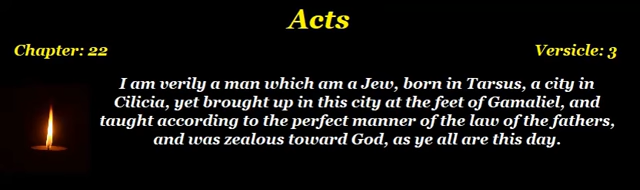 Acts
Chapter: 22 Versicle: 3
I am verily a man which am a Jew, born in Tarsus, a city in
Cilicia, yet brought up in this city at the feet of Gamaliel, and
taught according to the perfect manner of the law of the fathers,
and was zealous toward God, as ye all are this day.